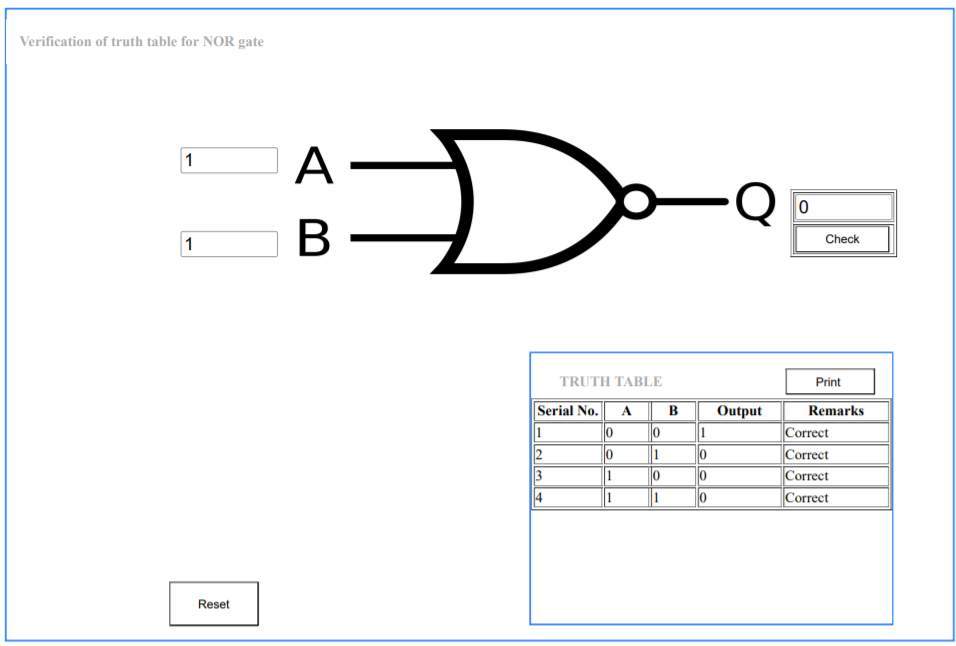 Verification of truth table for NOR gate
1 A
Q 0
1 B
Check
TRUTH TABLE Print
Serial No. A B Output Remarks
1 0 0 1 Correct
2 0 1 0 Correct
3 1 0 0 Correct
4 1 1 0 Correct
Reset